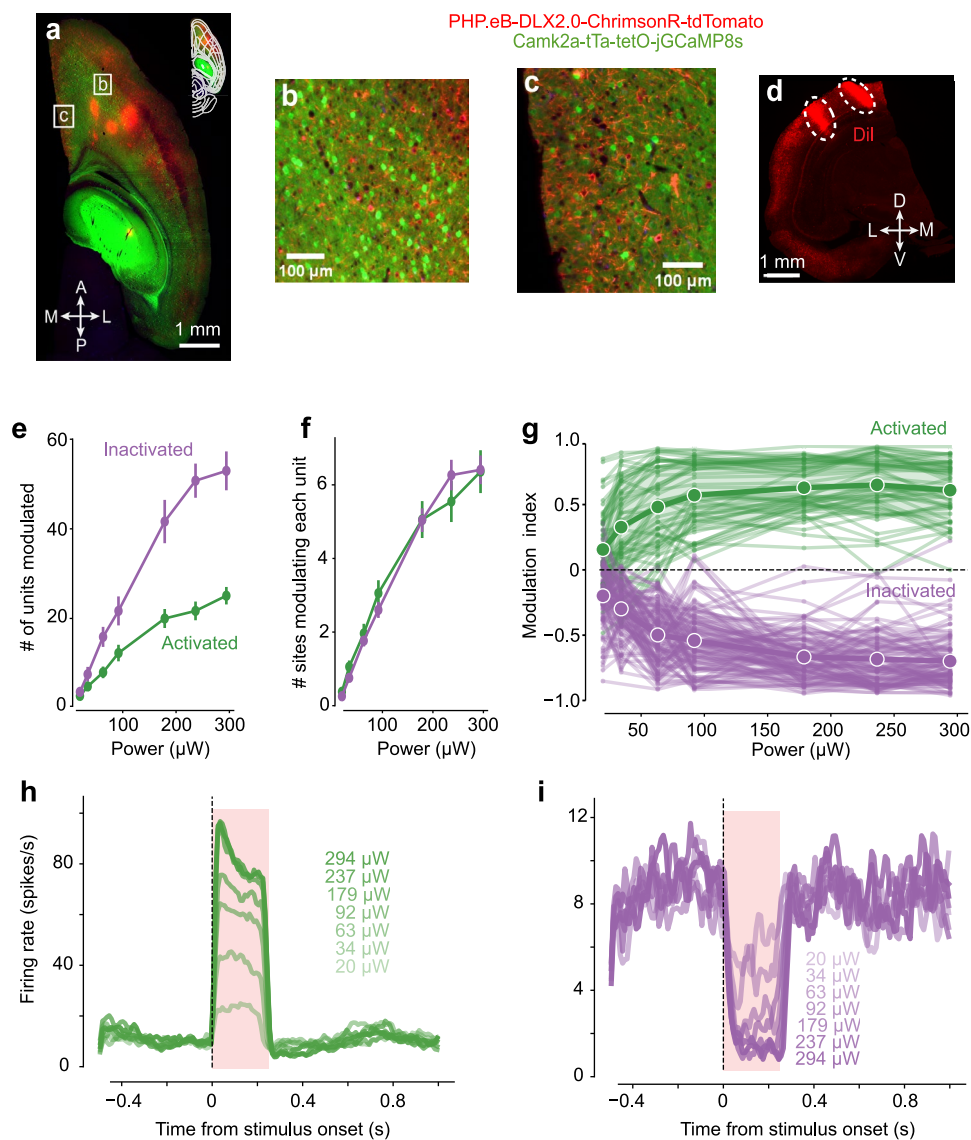 PHP.eB-DLX2.0-ChrimsonR-tdTomato
Camk2a-tTa-tetO-jGCaMP8s
a
b
c
A
M L
P
1 mm
b
100 µm
c
100 µm
d
DiI
D
L M
V
1 mm
e
60
40
20
0
# of units modulated
Inactivated
Activated
100 200 300
Power (µW)
f
6
4
2
0
# sites modulating each unit
100 200 300
Power (µW)
g
1.0
0.5
0
−0.5
−1.0
Modulation index
Activated
Inactivated
50 100 150 200 250 300
Power (µW)
h
80
40
0
Firing rate (spikes/s)
294 µW
237 µW
179 µW
92 µW
63 µW
34 µW
20 µW
−0.4 0 0.4 0.8
Time from stimulus onset (s)
i
12
8
4
0
20 µW
34 µW
63 µW
92 µW
179 µW
237 µW
294 µW
−0.4 0 0.4 0.8
Time from stimulus onset (s)